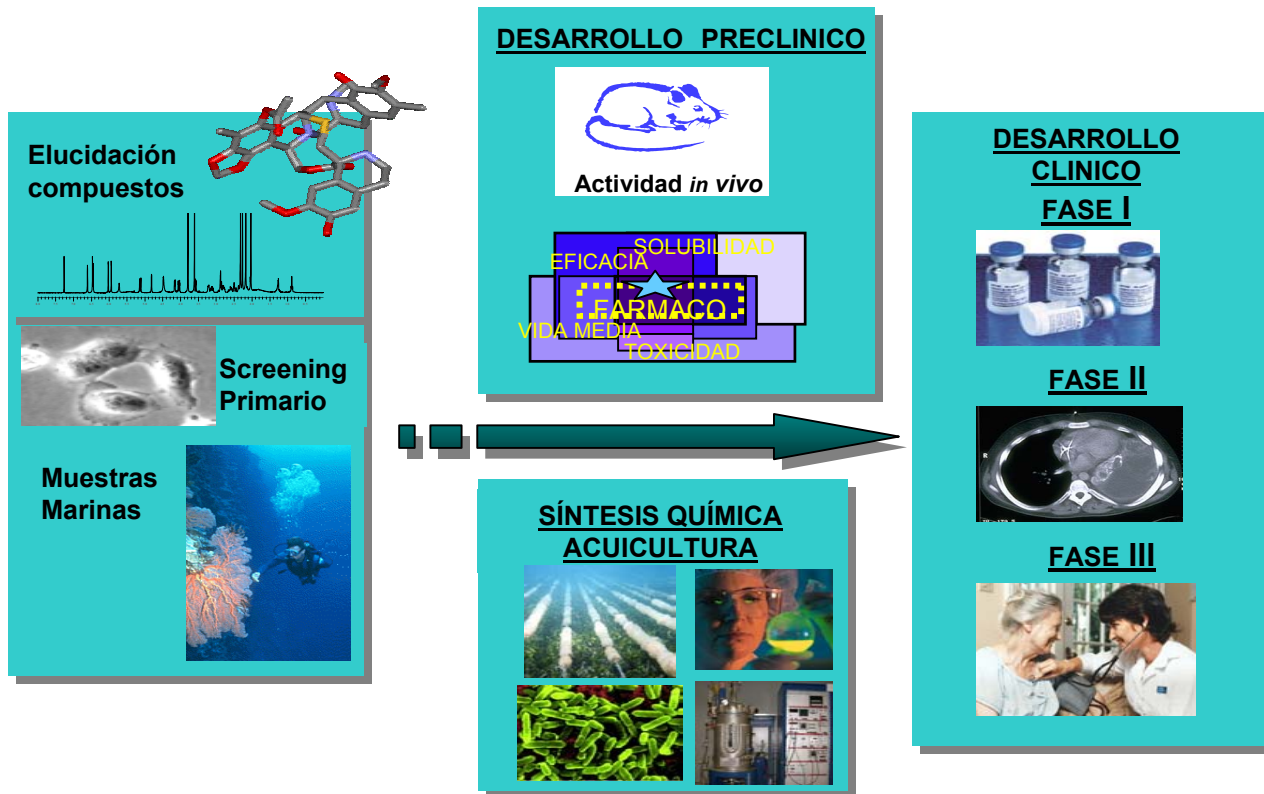 Elucidación
compuestos
Screening
Primario
Muestras
Marinas
DESARROLLO PRECLINICO
Actividad in vivo
SOLUBILIDAD
EFICACIA
FARMACO
VIDA MEDIA
TOXICIDAD
SÍNTESIS QUÍMICA
ACUICULTURA
DESARROLLO
CLINICO
FASE I
FASE II
R
FASE III